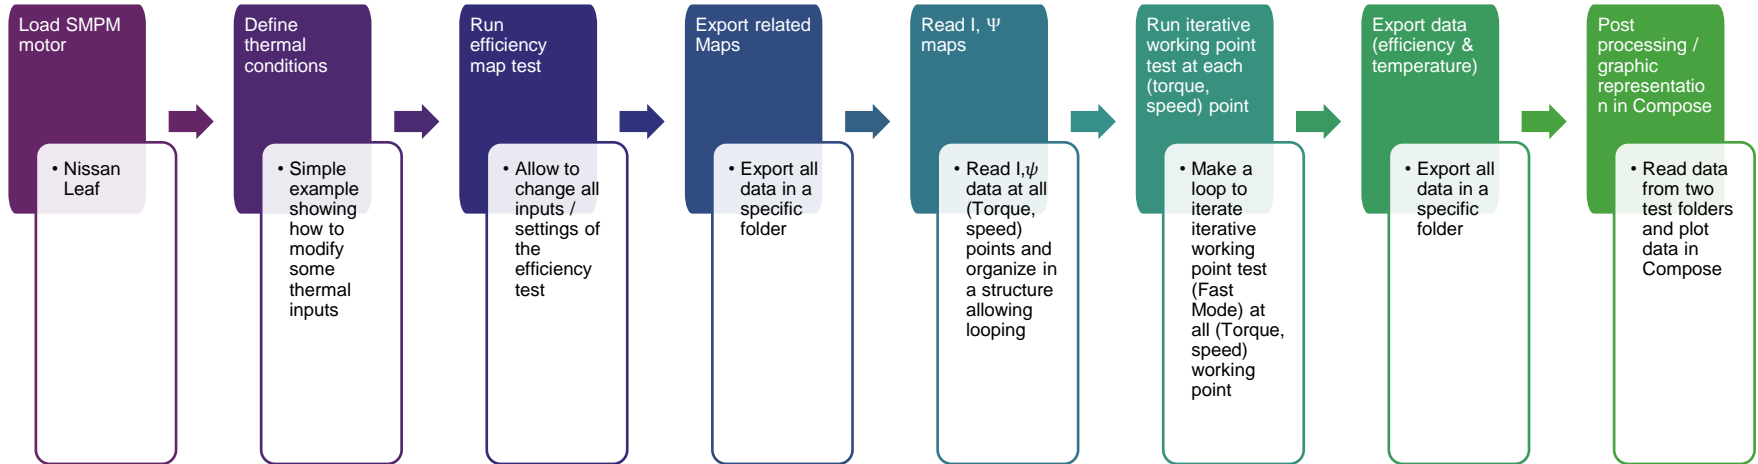 Load SMPM
motor
• Nissan
Leaf
Define
thermal
conditions
• Simple
example
showing
how to
modify
some
thermal
inputs
Run
efficiency
map test
• Allow to
change all
inputs /
settings of
the
efficiency
test
Export related
Maps
• Export all
data in a
specific
folder
Read I, Ψ
maps
• Read I,ψ
data at all
(Torque,
speed)
points and
organize in
a structure
allowing
looping
Run iterative
working point
test at each
(torque,
speed) point
• Make a
loop to
iterate
iterative
working
point test
(Fast
Mode) at
all (Torque,
speed)
working
point
Export data
(efficiency &
temperature)
• Export all
data in a
specific
folder
Post
processing /
graphic
representatio
n in Compose
• Read data
from two
test folders
and plot
data in
Compose